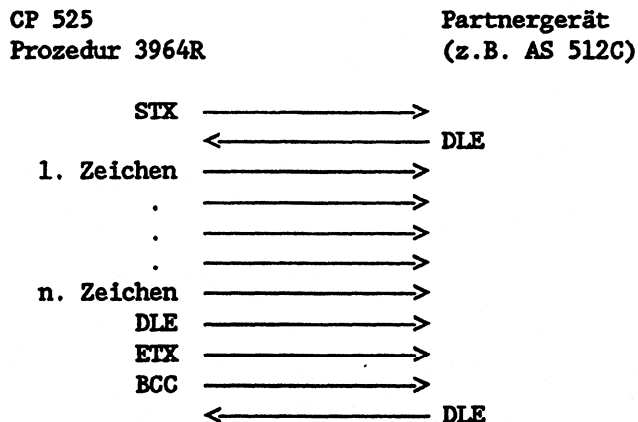 CP 525 Partnergerät
Prozedur 3964R (z.B. AS 512C)
STX
DLE
1. Zeichen
.
.
.
n. Zeichen
DLE
ETX
BCC
DLE